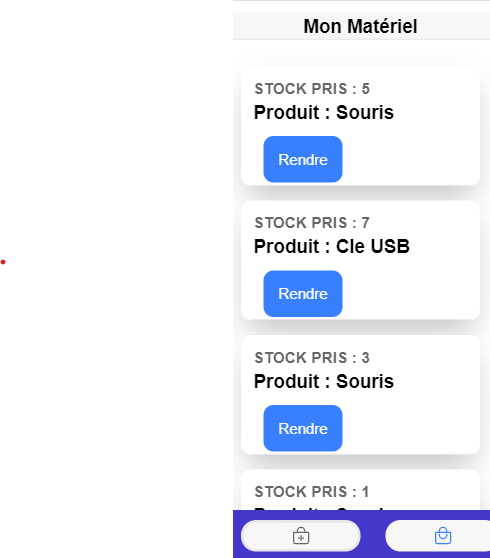 Mon Matériel
STOCK PRIS : 5
Produit : Souris
Rendre
STOCK PRIS : 7
Produit : Cle USB
Rendre
STOCK PRIS : 3
Produit : Souris
Rendre
STOCK PRIS : 1